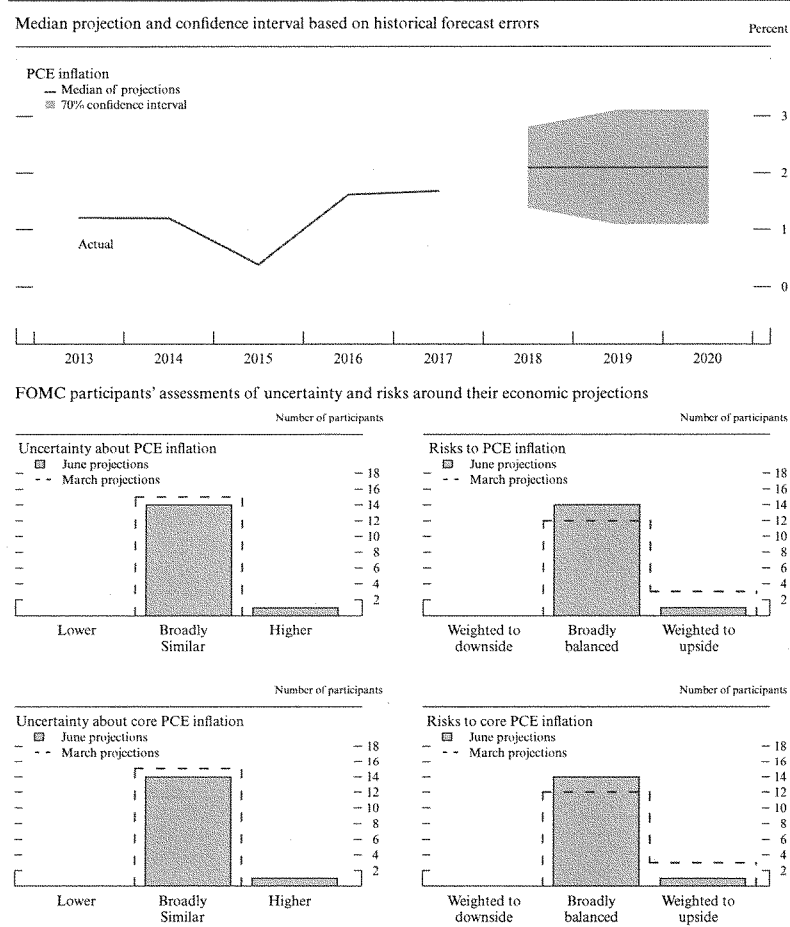 Median projection and confidence interval based on historical forecast errors
Percent
PCE inflation
Median of projections
70% confidence interval
3
2
Actual
1
0
2013 2014 2015 2016 2017 2018 2019 2020
FOMC participants' assessments of uncertainty and risks around their economic projections
Number of participants
Uncertainty about PCE inflation
June projections
March projections
18
16
14
12
10
8
6
4
2
Lower Broadly Similar Higher
Number of participants
Risks to PCE inflation
June projections
March projections
18
16
14
12
10
8
6
4
2
Weighted to downside Broadly balanced Weighted to upside
Number of participants
Uncertainty about core PCE inflation
June projections
March projections
18
16
14
12
10
8
6
4
2
Lower Broadly Similar Higher
Number of participants
Risks to core PCE inflation
June projections
March projections
18
16
14
12
10
8
6
4
2
Weighted to downside Broadly balanced Weighted to upside